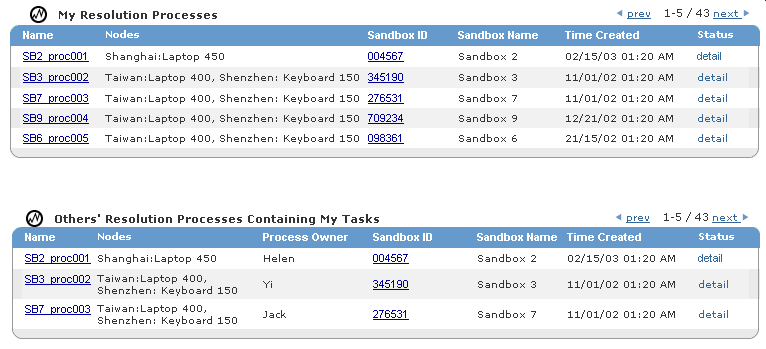 My Resolution Processes prev 1-5 / 43 next
Name Nodes Sandbox ID Sandbox Name Time Created Status
SB2_proc001 Shanghai:Laptop 450 004567 Sandbox 2 02/15/03 01:20 AM detail
SB3_proc002 Taiwan:Laptop 400, Shenzhen: Keyboard 150 345190 Sandbox 3 11/01/02 01:20 AM detail
SB7_proc003 Taiwan:Laptop 400, Shenzhen: Keyboard 150 276531 Sandbox 7 11/01/02 01:20 AM detail
SB9_proc004 Taiwan:Laptop 400, Shenzhen: Keyboard 150 709234 Sandbox 9 12/21/02 01:20 AM detail
SB6_proc005 Taiwan:Laptop 400, Shenzhen: Keyboard 150 098361 Sandbox 6 21/15/02 01:20 AM detail
Others' Resolution Processes Containing My Tasks prev 1-5 / 43 next
Name Nodes Process Owner Sandbox ID Sandbox Name Time Created Status
SB2_proc001 Shanghai:Laptop 450 Helen 004567 Sandbox 2 02/15/03 01:20 AM detail
SB3_proc002 Taiwan:Laptop 400,
Shenzhen: Keyboard 150 Yi 345190 Sandbox 3 11/01/02 01:20 AM detail
SB7_proc003 Taiwan:Laptop 400,
Shenzhen: Keyboard 150 Jack 276531 Sandbox 7 11/01/02 01:20 AM detail